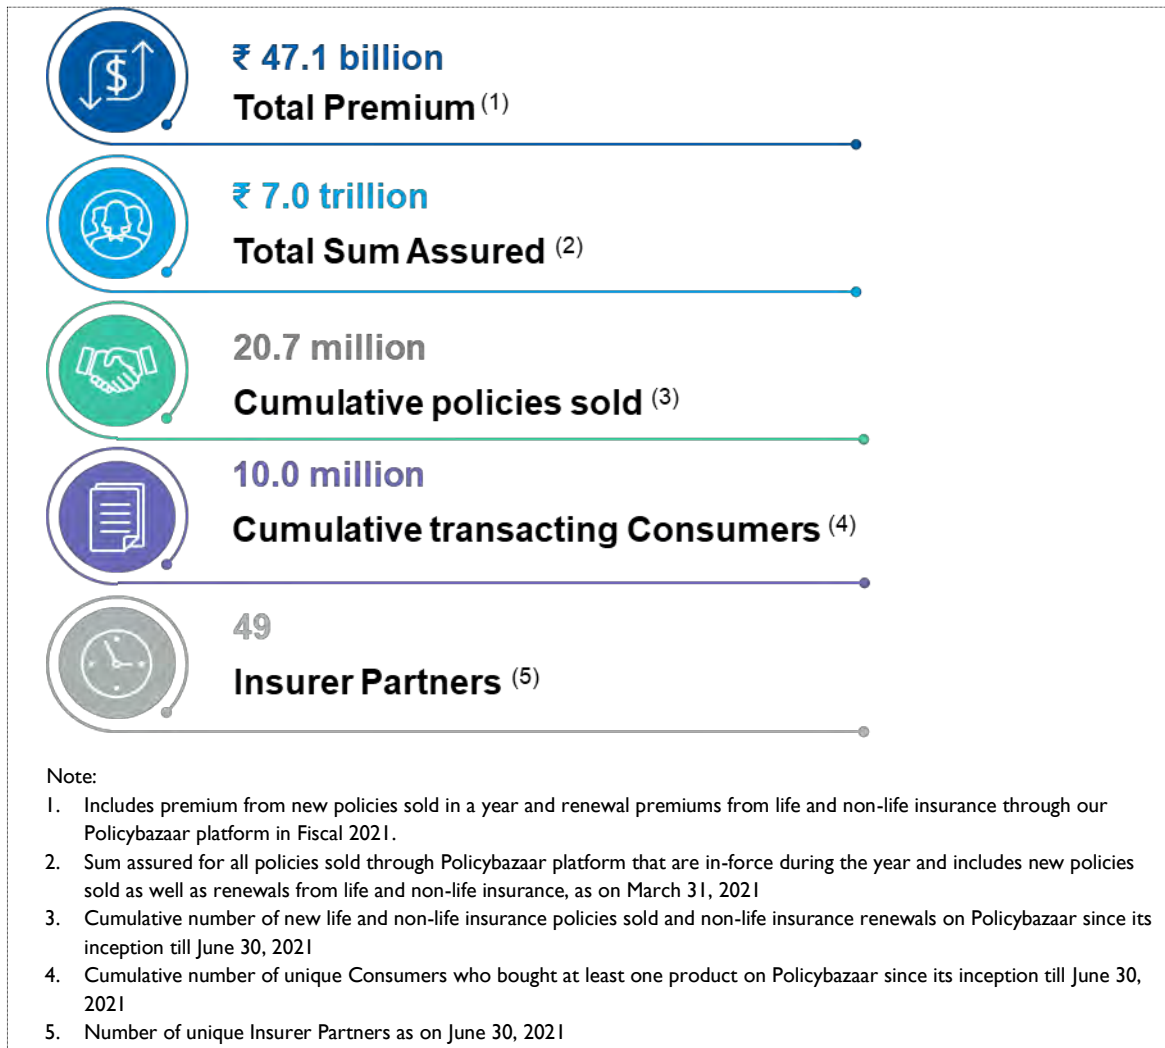 $
₹ 47.1 billion
Total Premium (1)
₹ 7.0 trillion
Total Sum Assured (2)
20.7 million
Cumulative policies sold (3)
10.0 million
Cumulative transacting Consumers (4)
49
Insurer Partners (5)
Note:
1. Includes premium from new policies sold in a year and renewal premiums from life and non-life insurance through our
Policybazaar platform in Fiscal 2021.
2. Sum assured for all policies sold through Policybazaar platform that are in-force during the year and includes new policies
sold as well as renewals from life and non-life insurance, as on March 31, 2021
3. Cumulative number of new life and non-life insurance policies sold and non-life insurance renewals on Policybazaar since its
inception till June 30, 2021
4. Cumulative number of unique Consumers who bought at least one product on Policybazaar since its inception till June 30,
2021
5. Number of unique Insurer Partners as on June 30, 2021